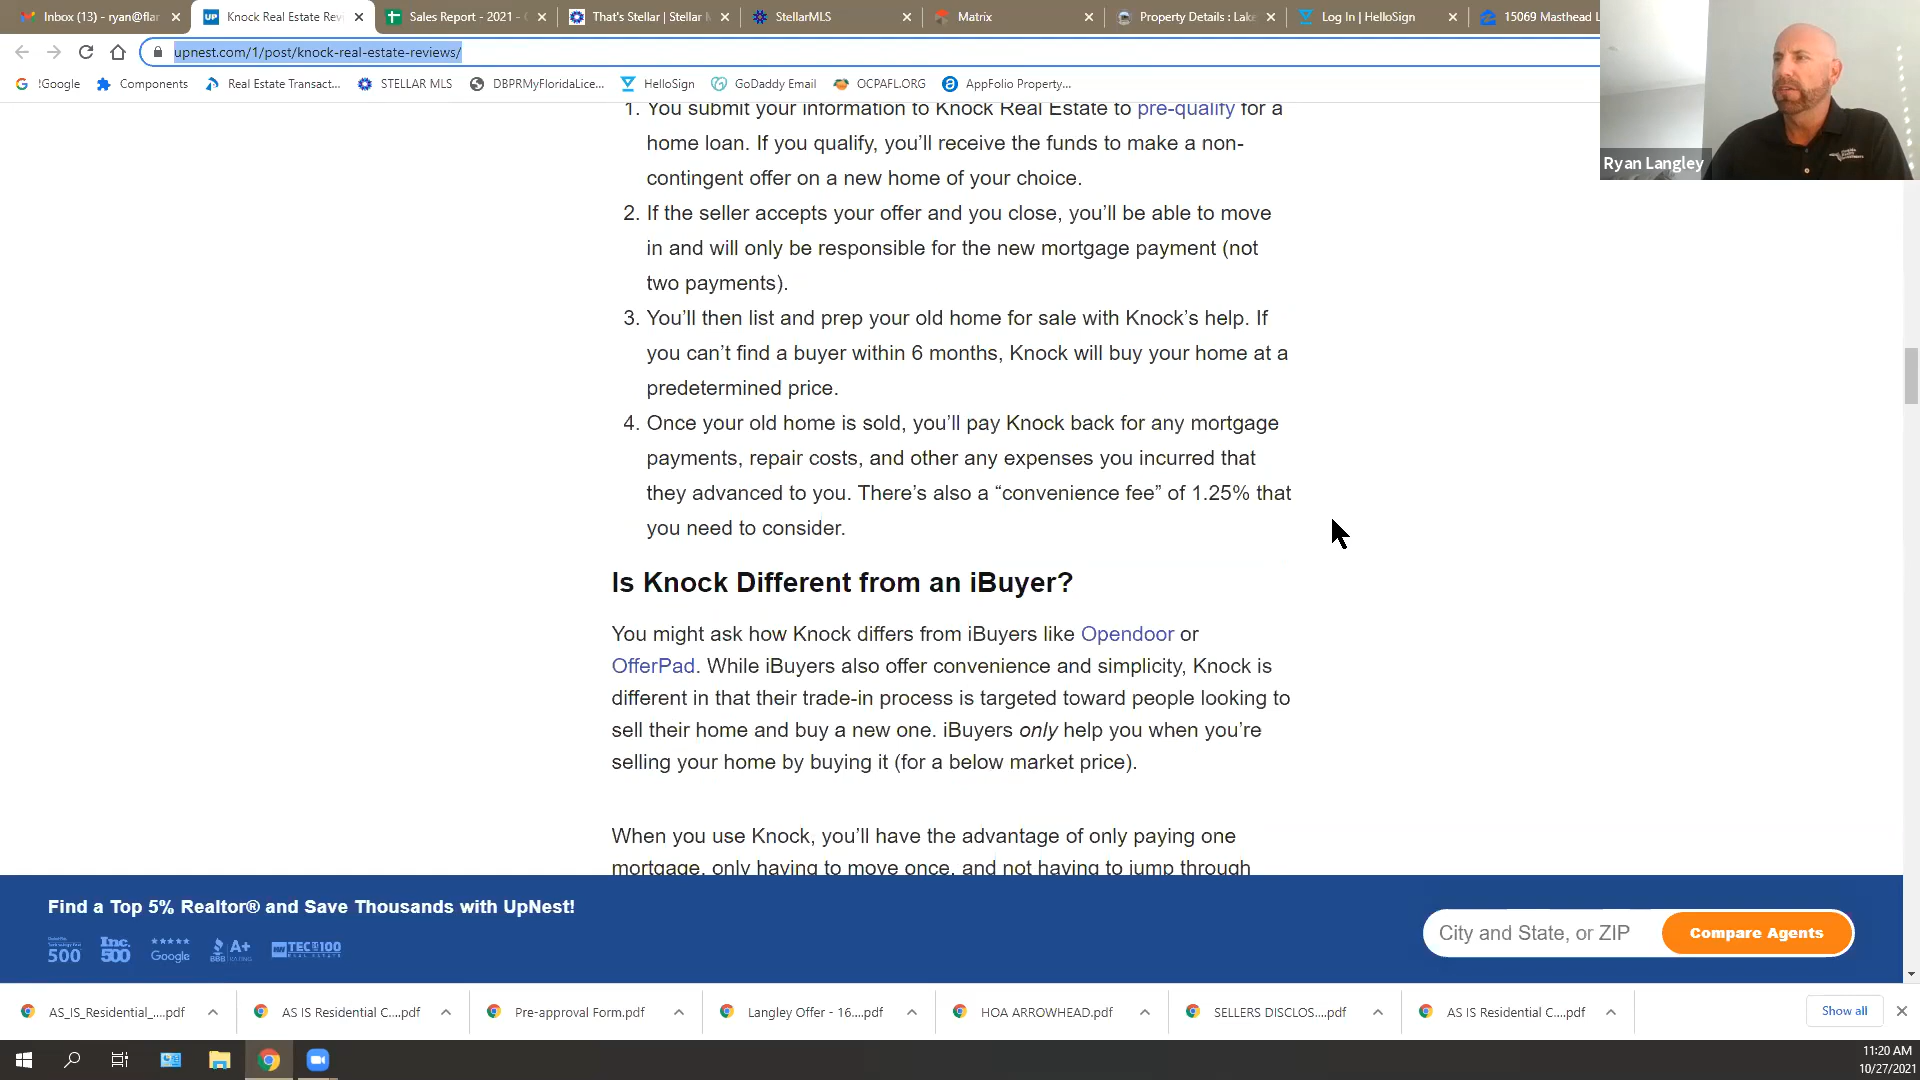 Inbox (13) - ryan@flar
Knock Real Estate Rev
Sales Report - 2021 -
That's Stellar | Stellar
StellarMLS
Matrix
Property Details : Lake
Log In | HelloSign
15069 Masthead L
upnest.com/1/post/knock-real-estate-reviews/
!Google
Components
Real Estate Transact...
STELLAR MLS
DBPRMyFloridaLice...
HelloSign
GoDaddy Email
OCPAFL.ORG
AppFolio Property...
Ryan Langley
1. You submit your information to Knock Real Estate to pre-qualify for a
home loan. If you qualify, you'll receive the funds to make a non-
contingent offer on a new home of your choice.
2. If the seller accepts your offer and you close, you'll be able to move
in and will only be responsible for the new mortgage payment (not
two payments).
3. You'll then list and prep your old home for sale with Knock's help. If
you can't find a buyer within 6 months, Knock will buy your home at a
predetermined price.
4. Once your old home is sold, you'll pay Knock back for any mortgage
payments, repair costs, and other any expenses you incurred that
they advanced to you. There's also a “convenience fee” of 1.25% that
you need to consider.
Is Knock Different from an iBuyer?
You might ask how Knock differs from iBuyers like Opendoor or
OfferPad. While iBuyers also offer convenience and simplicity, Knock is
different in that their trade-in process is targeted toward people looking to
sell their home and buy a new one. iBuyers only help you when you're
selling your home by buying it (for a below market price).
When you use Knock, you'll have the advantage of only paying one
mortgage, only having to move once, and not having to jump through
Find a Top 5% Realtor® and Save Thousands with UpNest!
500
Inc.
500
Google
A+
BBB RATING
TEC 100
City and State, or ZIP
Compare Agents
AS_IS_Residential_....pdf
AS IS Residential C....pdf
Pre-approval Form.pdf
Langley Offer - 16....pdf
HOA ARROWHEAD.pdf
SELLERS DISCLOS....pdf
AS IS Residential C....pdf
Show all
11:20 AM
10/27/2021